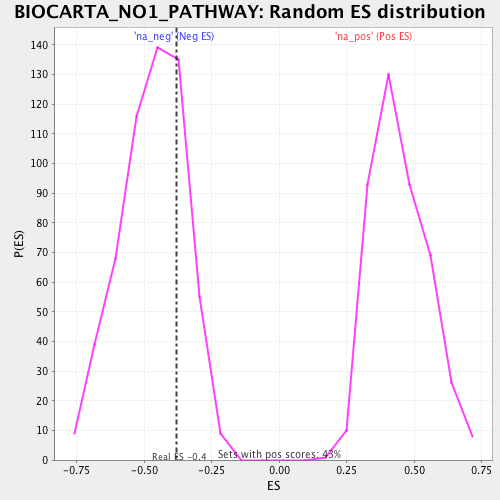 BIOCARTA_NO1_PATHWAY: Random ES distribution
'na_neg' (Neg ES)
'na_pos' (Pos ES)
140
130
120
110
100
90
80
70
60
50
40
30
20
10
0
P(ES)
Real ES -0.4
Sets with pos scores: 43%
-0.75 -0.50 -0.25 0.00 0.25 0.50 0.75
ES